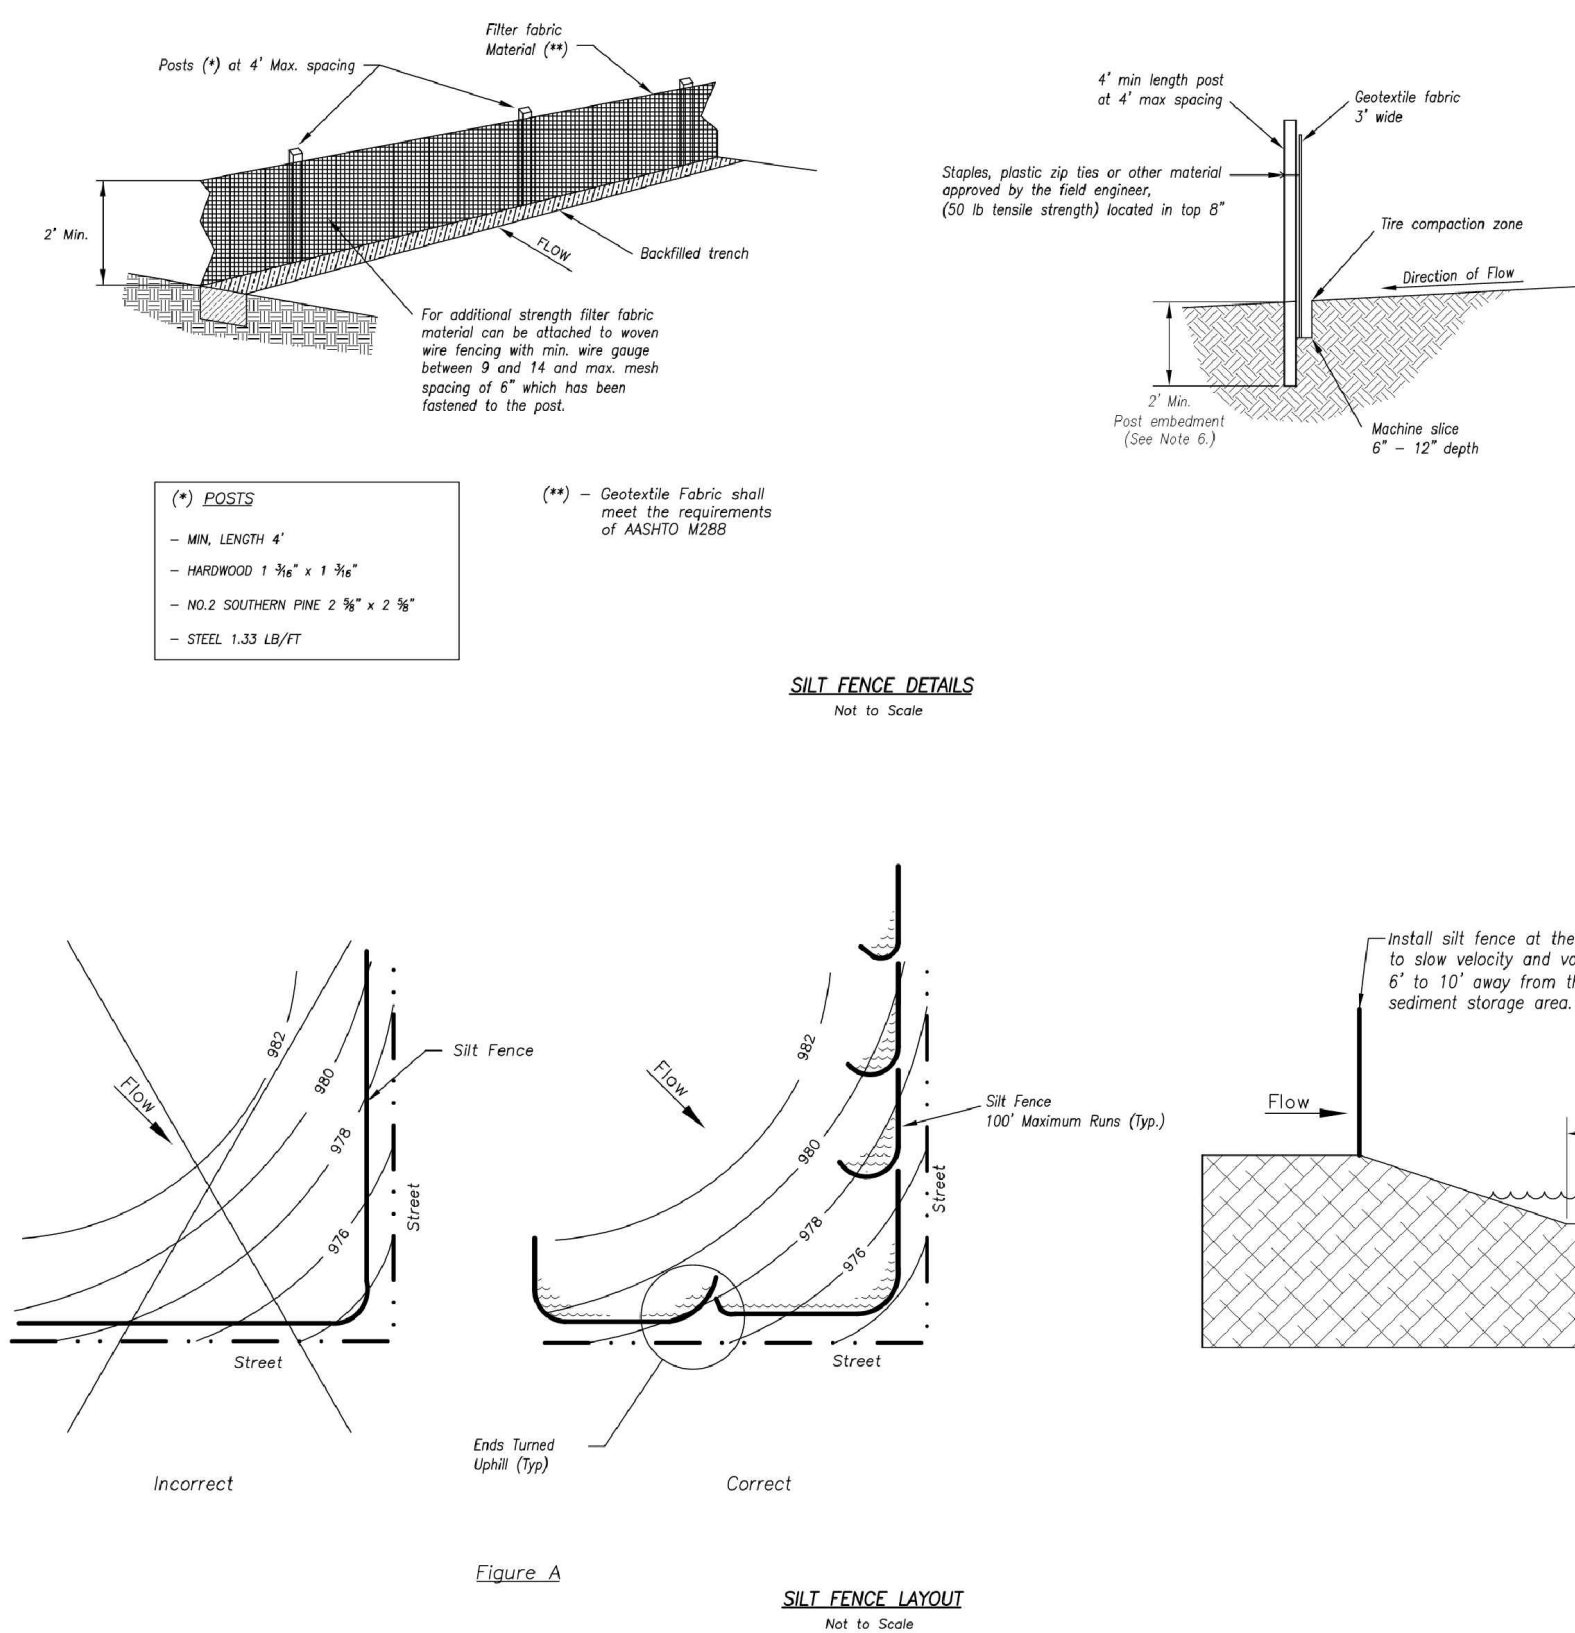 Filter fabric
Material (**)
Posts (*) at 4' Max. spacing
2' Min.
FLOW
Backfilled trench
For additional strength filter fabric
material can be attached to woven
wire fencing with min. wire gauge
between 9 and 14 and max. mesh
spacing of 6" which has been
fastened to the post.
4' min length post
at 4' max spacing
Geotextile fabric
3' wide
Staples, plastic zip ties or other material
approved by the field engineer,
(50 lb tensile strength) located in top 8"
Tire compaction zone
Direction of Flow
2' Min.
Post embedment
(See Note 6.)
Machine slice
6" – 12" depth
(*) POSTS
– MIN, LENGTH 4'
– HARDWOOD 1 3/16" x 1 3/16"
– NO.2 SOUTHERN PINE 2 5/8" x 2 5/8"
– STEEL 1.33 LB/FT
(**) – Geotextile Fabric shall
meet the requirements
of AASHTO M288
SILT FENCE DETAILS
Not to Scale
982
980
978
976
Flow
Silt Fence
Street
Street
Incorrect
982
980
978
976
Flow
Silt Fence
100' Maximum Runs (Typ.)
Street
Street
Ends Turned
Uphill (Typ)
Correct
Install silt fence at the
to slow velocity and
6' to 10' away from
sediment storage area.
Flow
Figure A
SILT FENCE LAYOUT
Not to Scale